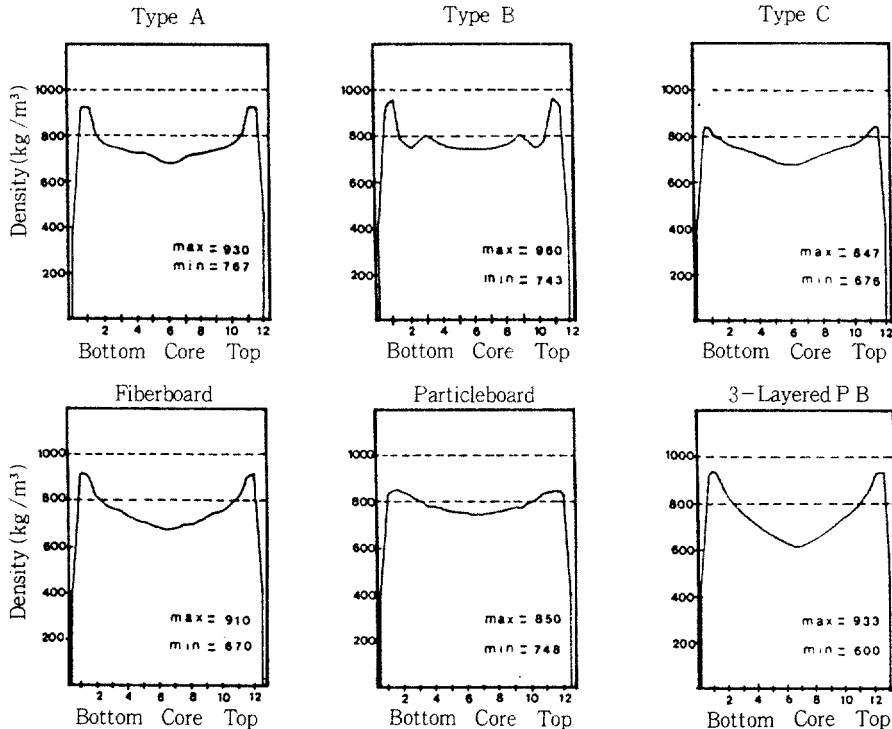 Type A
Type B
Type C
Density (kg/m³)
1000
800
600
400
200
max = 930
min = 767
2 4 6 8 10 12
Bottom Core Top
1000
800
600
400
200
max = 960
min = 743
2 4 6 8 10 12
Bottom Core Top
1000
800
600
400
200
max = 847
min = 676
2 4 6 8 10 12
Bottom Core Top
Fiberboard
Particleboard
3-Layered P B
Density (kg/m³)
1000
800
600
400
200
max = 910
min = 670
2 4 6 8 10 12
Bottom Core Top
1000
800
600
400
200
max = 850
min = 748
2 4 6 8 10 12
Bottom Core Top
1000
800
600
400
200
max = 933
min = 600
2 4 6 8 10 12
Bottom Core Top